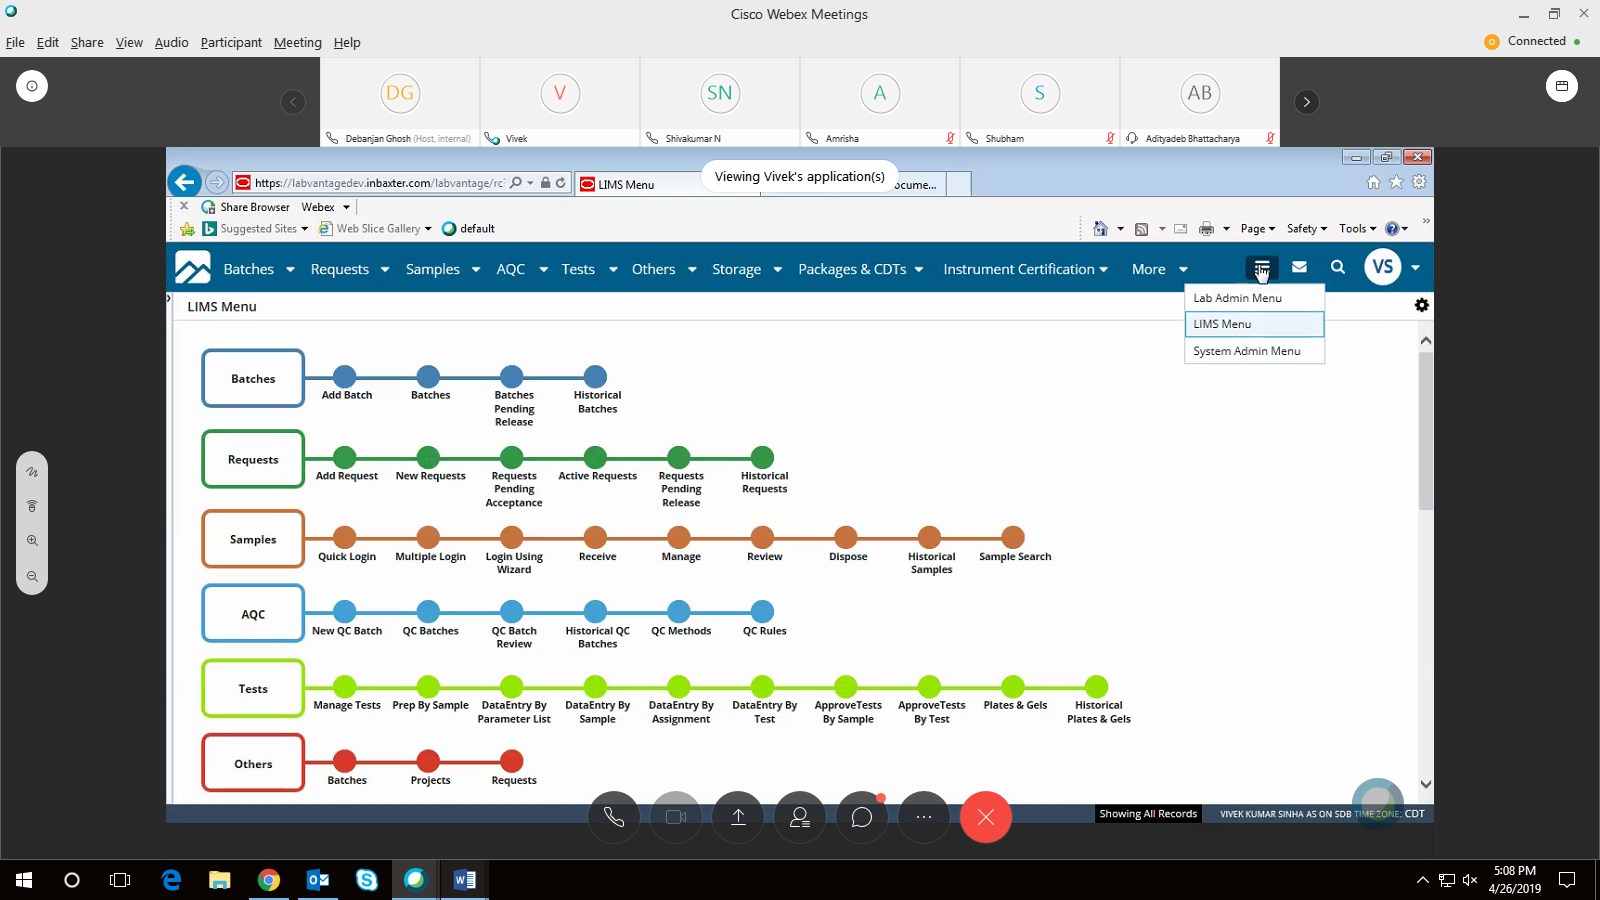 Cisco Webex Meetings
File Edit Share View Audio Participant Meeting Help
Connected
DG
V
SN
A
S
AB
Debanjan Ghosh (Host, internal)
Vivek
Shivakumar N
Amrisha
Shubham
Adityadeb Bhattacharya
Viewing Vivek's application(s)
https://labvantagedev.inbaxter.com/labvantage/rc
LIMS Menu
ocume...
x Share Browser Webex
Suggested Sites Web Slice Gallery default
Page Safety Tools
Batches Requests Samples AQC Tests Others Storage Packages & CDTs Instrument Certification More
VS
Lab Admin Menu
LIMS Menu
System Admin Menu
LIMS Menu
Batches
Add Batch
Batches
Batches
Pending
Release
Historical
Batches
Requests
Add Request
New Requests
Requests
Pending
Acceptance
Active Requests
Requests
Pending
Release
Historical
Requests
Samples
Quick Login
Multiple Login
Login Using
Wizard
Receive
Manage
Review
Dispose
Historical
Samples
Sample Search
AQC
New QC Batch
QC Batches
QC Batch
Review
Historical QC
Batches
QC Methods
QC Rules
Tests
Manage Tests
Prep By Sample
DataEntry By
Parameter List
DataEntry By
Sample
DataEntry By
Assignment
DataEntry By
Test
ApproveTests
By Sample
ApproveTests
By Test
Plates & Gels
Historical
Plates & Gels
Others
Batches
Projects
Requests
Showing All Records
VIVEK KUMAR SINHA AS ON SDB TIME ZONE: CDT
5:08 PM
4/26/2019